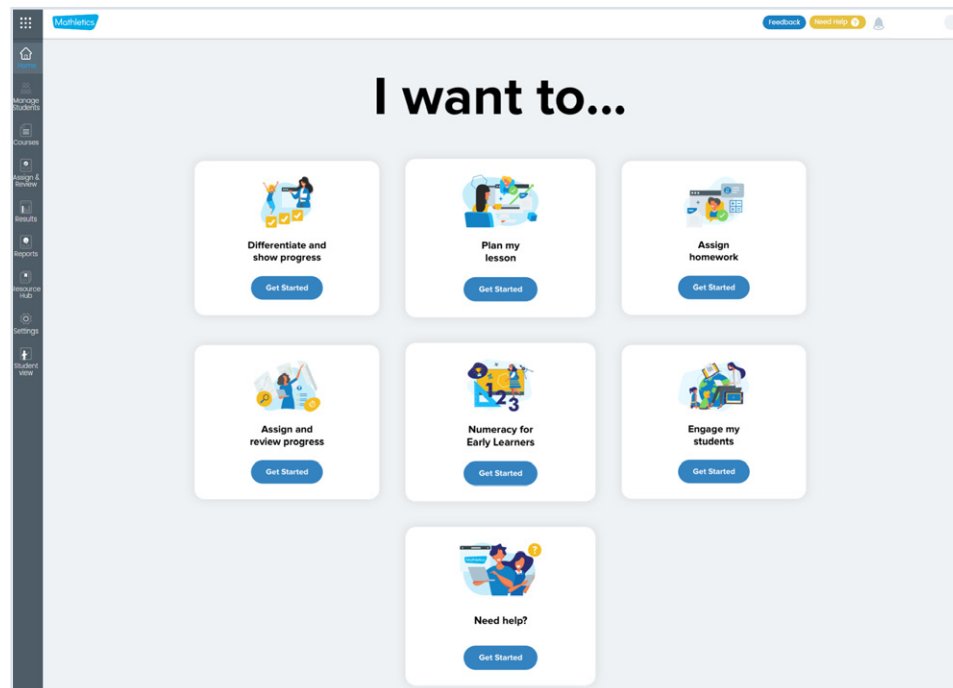 Mathletics
Feedback
Need Help ?
Home
Manage
Students
Courses
Assign &
Review
Results
Reports
Resource
Hub
Settings
Student
view
I want to...
Differentiate and
show progress
Get Started
Plan my
lesson
Get Started
Assign
homework
Get Started
Assign and
review progress
Get Started
123
Numeracy for
Early Learners
Get Started
Engage my
students
Get Started
?
Mathletics
Need help?
Get Started